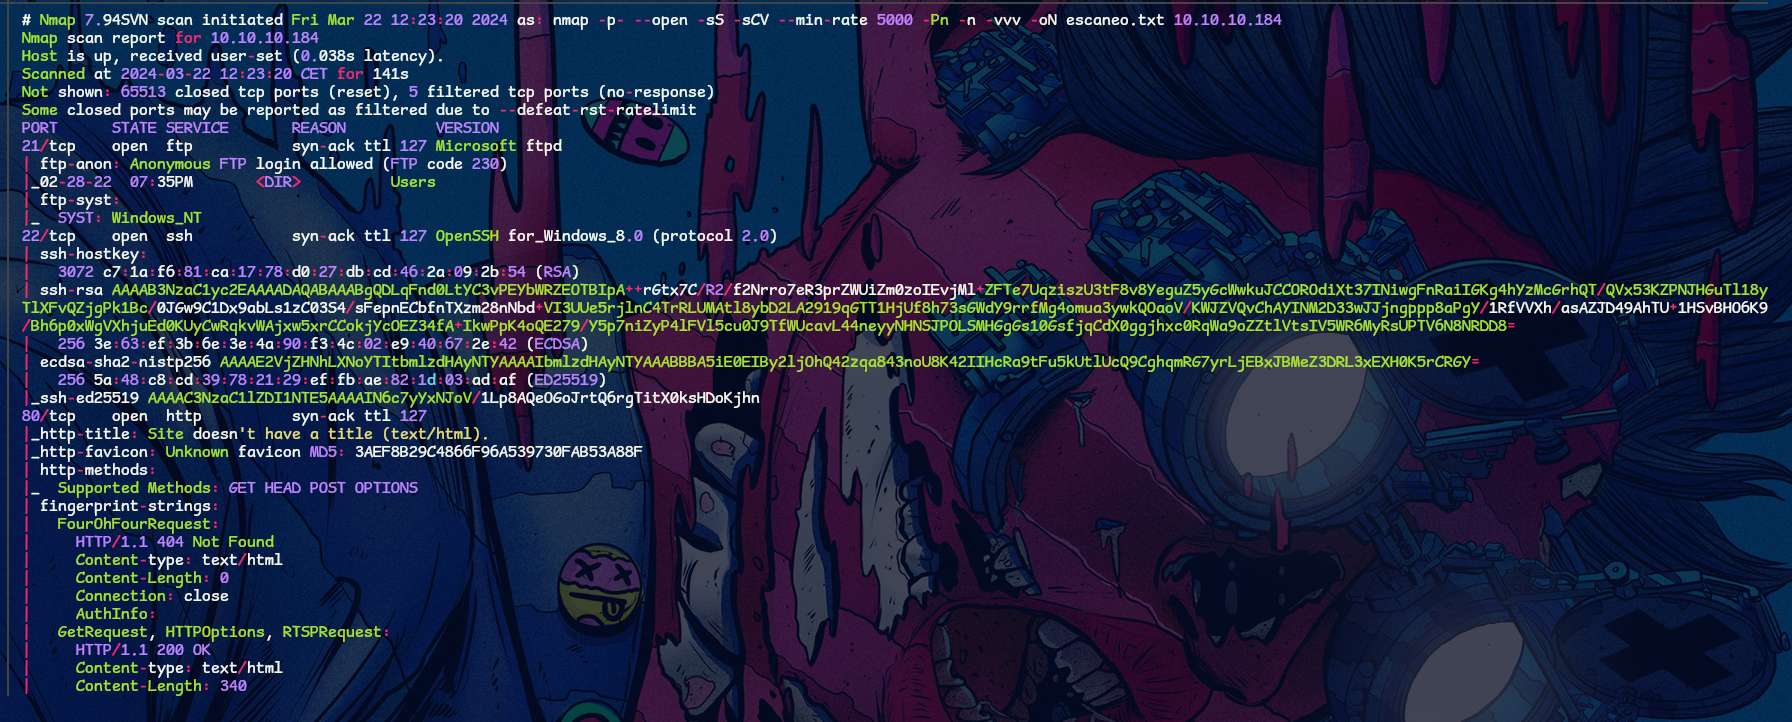 # Nmap 7.94SVN scan initiated Fri Mar 22 12:23:20 2024 as: nmap -p- --open -sS -sCV --min-rate 5000 -Pn -n -vvv -oN escaneo.txt 10.10.10.184
Nmap scan report for 10.10.10.184
Host is up, received user-set (0.038s latency).
Scanned at 2024-03-22 12:23:20 CET for 141s
Not shown: 65513 closed tcp ports (reset), 5 filtered tcp ports (no-response)
Some closed ports may be reported as filtered due to --defeat-rst-ratelimit
PORT      STATE SERVICE       REASON          VERSION
21/tcp    open  ftp           syn-ack ttl 127 Microsoft ftpd
| ftp-anon: Anonymous FTP login allowed (FTP code 230)
|_02-28-22  07:35PM       <DIR>          Users
| ftp-syst:
|_  SYST: Windows_NT
22/tcp    open  ssh           syn-ack ttl 127 OpenSSH for_Windows_8.0 (protocol 2.0)
| ssh-hostkey:
|   3072 c7:1a:f6:81:ca:17:78:d0:27:db:cd:46:2a:09:2b:54 (RSA)
| ssh-rsa AAAAB3NzaC1yc2EAAAADAQABAAABgQDLqFnd0LtYC3vPEYbWRZEOTBIpA++rGtx7C/R2/f2Nrro7eR3prZWUiZm0zoIEvjMl+ZFTe7UqziszU3tF8v8YeguZ5yGcWwkuJCCOROdiXt37INiwgFnRaiIGKg4hYzMcGrhQT/QVx53KZPNJHGuTl18y
TlXFvQZjgPk1Bc/0JGw9C1Dx9abLs1zC03S4/sFepnECbfnTXzm28nNbd+VI3UUe5rjlnC4TrRLUMAtl8ybD2LA2919qGTT1HjUf8h73sGWdY9rrfMg4omua3ywkQOaoV/KWJZVQvChAYINM2D33wJJjngppp8aPgY/1RfVVXh/asAZJD49AhTU+1HSvBHO6K9
/Bh6p0xWgVXhjuEd0KUyCwRqkvWAjxw5xrCCokjYcOEZ34fA+IkwPpK4oQE279/Y5p7niZyP4lFVl5cu0J9TfWUcavL44neyyNHNSJPOLSMHGgGs10GsfjqCdX0ggjhxc0RqWa9oZZtlVtsIV5WR6MyRsUPTV6N8NRDD8=
|   256 3e:63:ef:3b:6e:3e:4a:90:f3:4c:02:e9:40:67:2e:42 (ECDSA)
| ecdsa-sha2-nistp256 AAAAE2VjZHNhLXNoYTItbmlzdHAyNTYAAAAIbmlzdHAyNTYAAABBBA5iE0EIBy2ljOhQ42zqa843noU8K42IIHcRa9tFu5kUtlUcQ9CghqmRG7yrLjEBxJBMeZ3DRL3xEXH0K5rCRGY=
|   256 5a:48:c8:cd:39:78:21:29:ef:fb:ae:82:1d:03:ad:af (ED25519)
|_ssh-ed25519 AAAAC3NzaC1lZDI1NTE5AAAAIN6c7yYxNJoV/1Lp8AQeOGoJrtQ6rgTitX0ksHDoKjhn
80/tcp    open  http          syn-ack ttl 127
|_http-title: Site doesn't have a title (text/html).
|_http-favicon: Unknown favicon MD5: 3AEF8B29C4866F96A539730FAB53A88F
| http-methods:
|_  Supported Methods: GET HEAD POST OPTIONS
| fingerprint-strings:
|   FourOhFourRequest:
|     HTTP/1.1 404 Not Found
|     Content-type: text/html
|     Content-Length: 0
|     Connection: close
|     AuthInfo:
|   GetRequest, HTTPOptions, RTSPRequest:
|     HTTP/1.1 200 OK
|     Content-type: text/html
|     Content-Length: 340